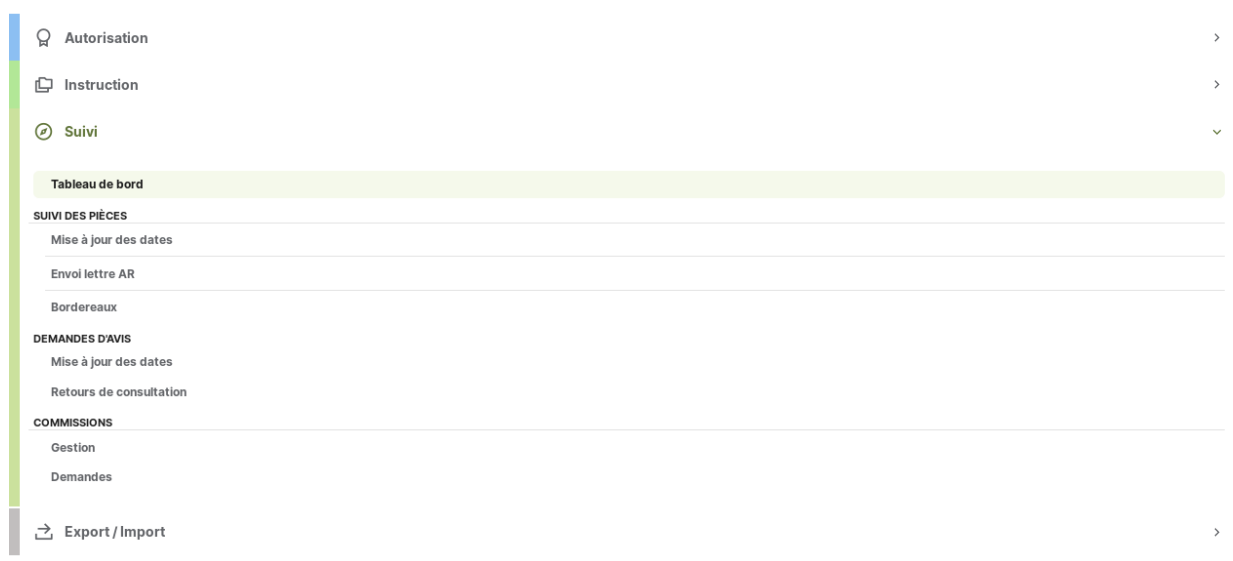 Autorisation
Instruction
Suivi
Tableau de bord
SUIVI DES PIÈCES
Mise à jour des dates
Envoi lettre AR
Bordereaux
DEMANDES D'AVIS
Mise à jour des dates
Retours de consultation
COMMISSIONS
Gestion
Demandes
Export / Import